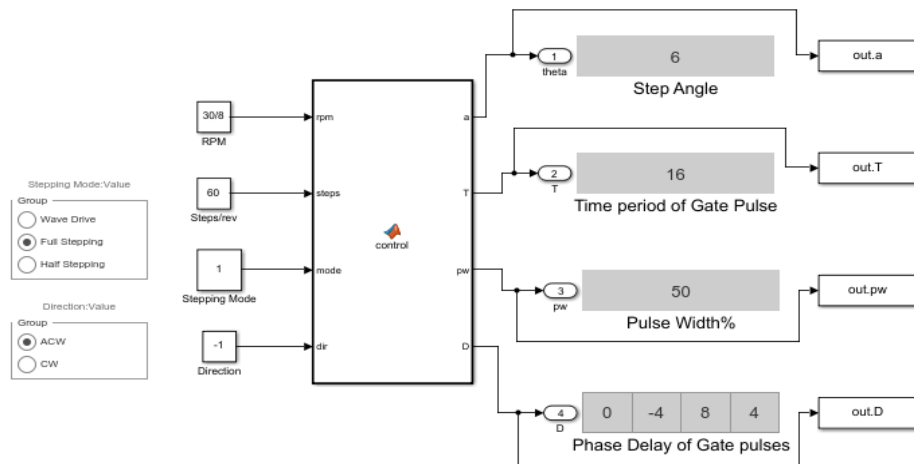 Stepping Mode:Value
Group
Wave Drive
Full Stepping
Half Stepping
Direction:Value
Group
ACW
CW
30/8
RPM
60
Steps/rev
1
Stepping Mode
-1
Direction
rpm
steps
mode
dir
control
a
T
pw
D
1
theta
6
Step Angle
out.a
2
T
16
Time period of Gate Pulse
out.T
3
pw
50
Pulse Width%
out.pw
4
D
0 -4 8 4
Phase Delay of Gate pulses
out.D